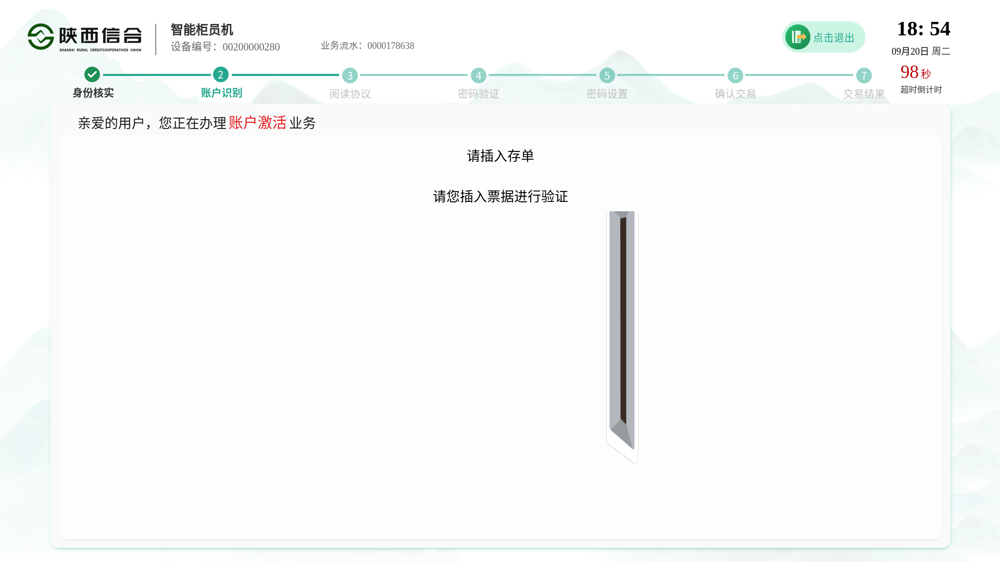 陕西信合
SHAANXI RURAL CREDITCOOPERATIVES UNION
智能柜员机
设备编号：00200000280
业务流水：0000178638
点击退出
18: 54
09月20日 周二
98 秒
超时倒计时
身份核实
2 账户识别
3 阅读协议
4 密码验证
5 密码设置
6 确认交易
7 交易结果
亲爱的用户，您正在办理 账户激活 业务
请插入存单
请您插入票据进行验证